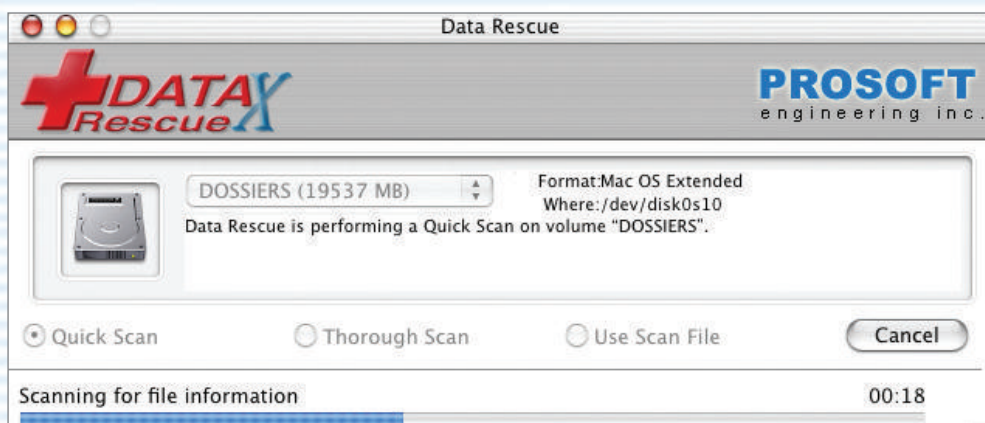 Data Rescue
DATA
Rescue X
PROSOFT
engineering inc.
DOSSIERS (19537 MB)
Format:Mac OS Extended
Where:/dev/disk0s10
Data Rescue is performing a Quick Scan on volume “DOSSIERS”.
Quick Scan
Thorough Scan
Use Scan File
Cancel
Scanning for file information
00:18